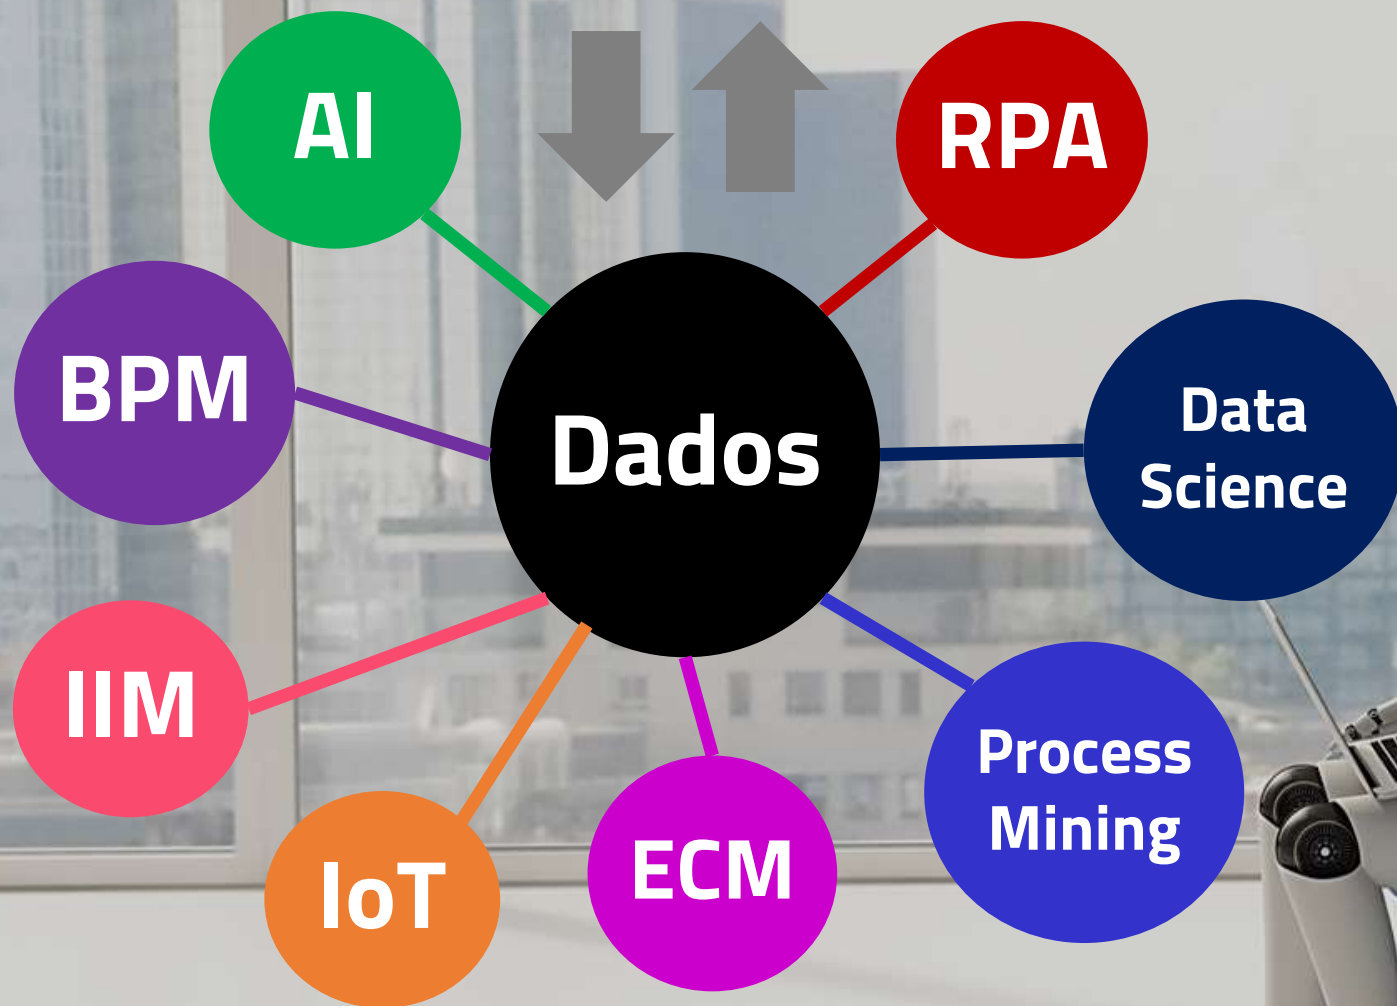 AI
RPA
BPM
Dados
Data
Science
IIM
Process
Mining
IoT
ECM